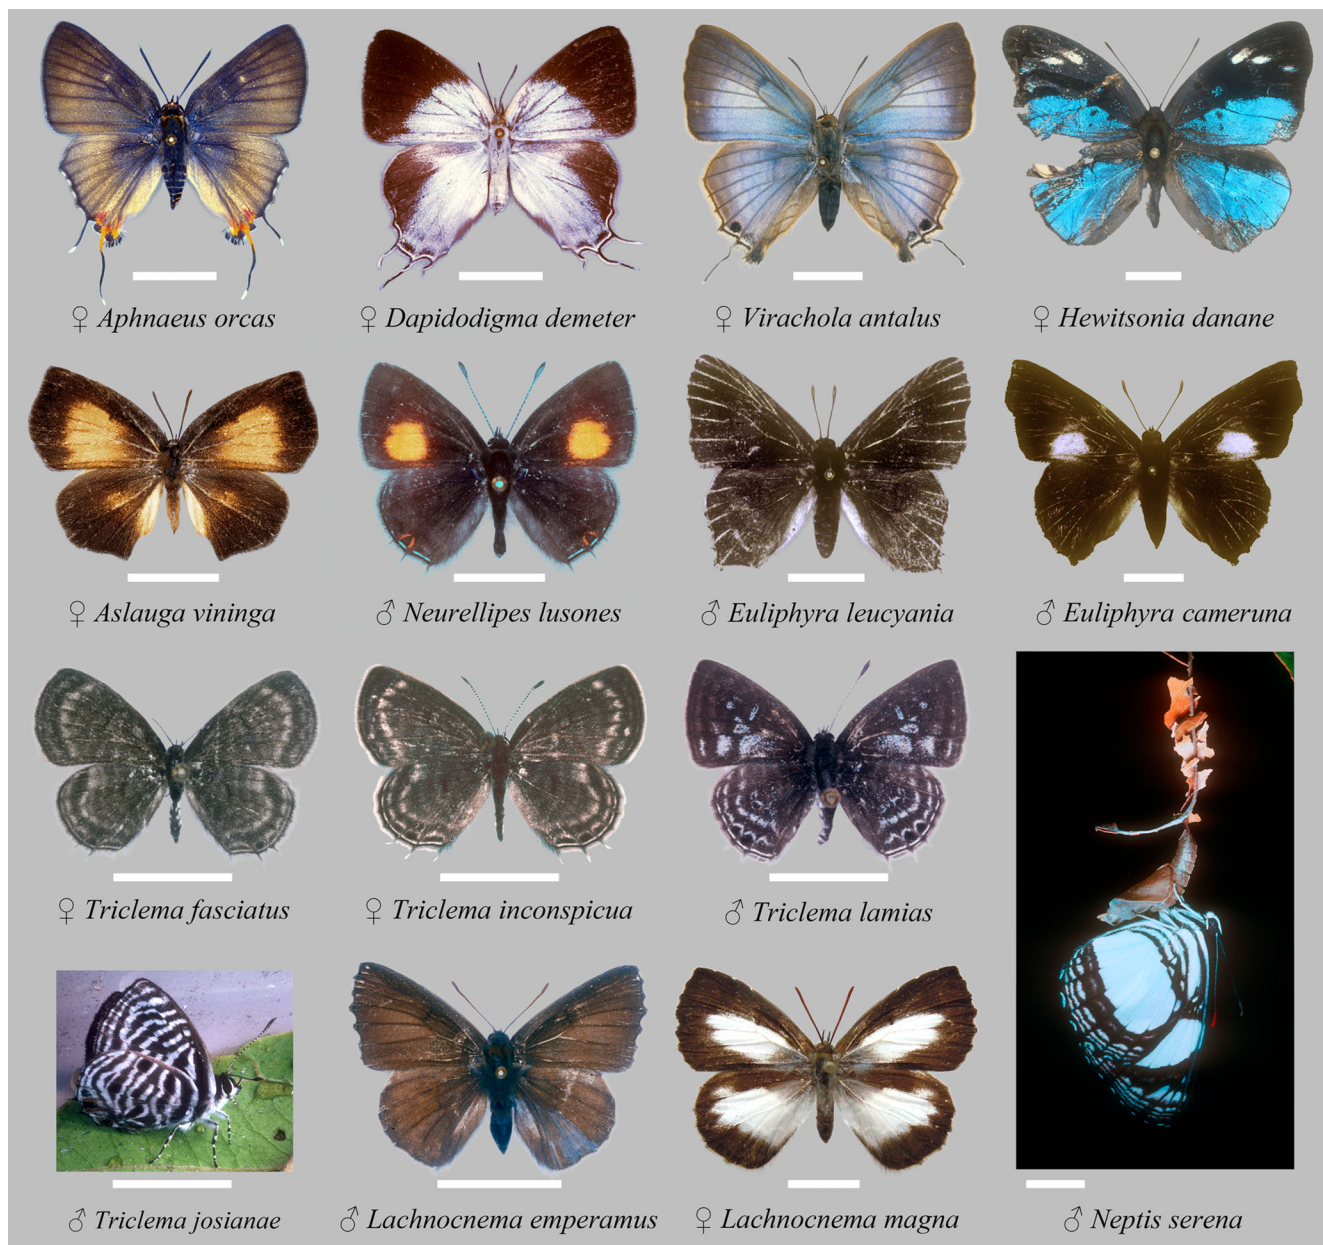 ♀ Aphnaeus orcas
♀ Dapidodigma demeter
♀ Virachola antalus
♀ Hewitsonia danane
♀ Aslauga vininga
♂ Neurellipes lusones
♂ Euliphyra leucyania
♂ Euliphyra cameruna
♀ Triclema fasciatus
♀ Triclema inconspicua
♂ Triclema lamias
♂ Triclema josianae
♂ Lachnocnema emperamus
♀ Lachnocnema magna
♂ Neptis serena